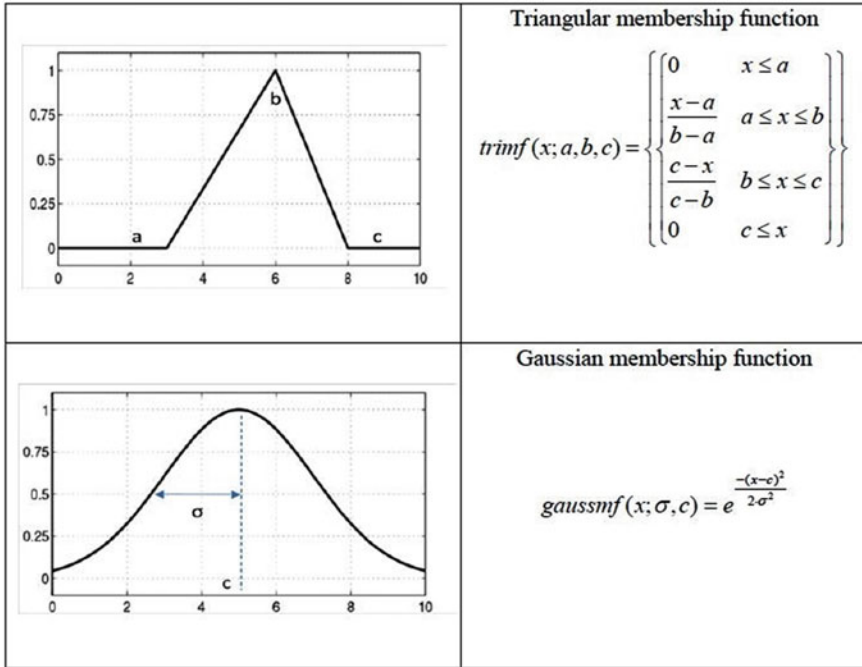 Triangular membership function
1
0.75
0.5
0.25
0
0 2 4 6 8 10
a
b
c
trimf(x;a,b,c) = {{0 x ≤ a
x−a/b−a a ≤ x ≤ b
c−x/c−b b ≤ x ≤ c
0 c ≤ x}}
Gaussian membership function
1
0.75
0.5
0.25
0
0 2 4 6 8 10
σ
c
gaussmf(x;σ,c) = e^(−(x−c)²/2·σ²)